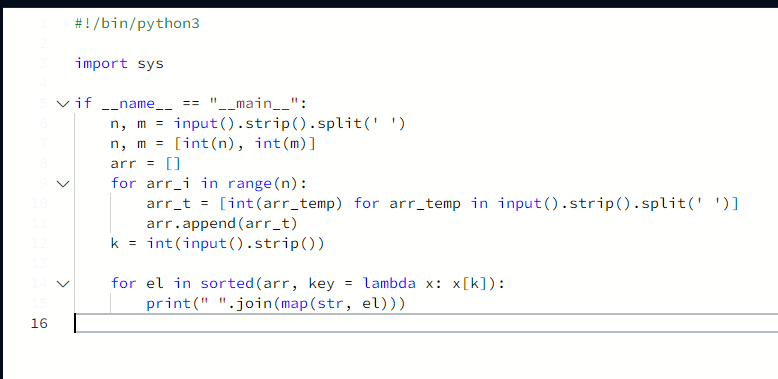 1 #!/bin/python3
2
3 import sys
4
5 if __name__ == "__main__":
6     n, m = input().strip().split(' ')
7     n, m = [int(n), int(m)]
8     arr = []
9     for arr_i in range(n):
10         arr_t = [int(arr_temp) for arr_temp in input().strip().split(' ')]
11         arr.append(arr_t)
12     k = int(input().strip())
13
14     for el in sorted(arr, key = lambda x: x[k]):
15         print(" ".join(map(str, el)))
16